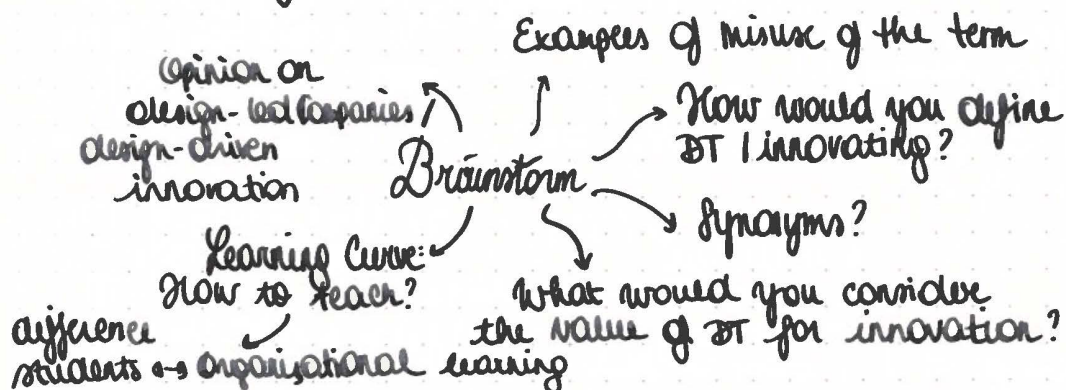 Examples of misuse of the term
Opinion on
design-led companies /
design-driven
innovation
How would you define
DT / innovating?
Brainstorm
Synonyms?
Learning Curve:
How to teach?
What would you consider
the value of DT for innovation?
difference
students ↔ organisational learning